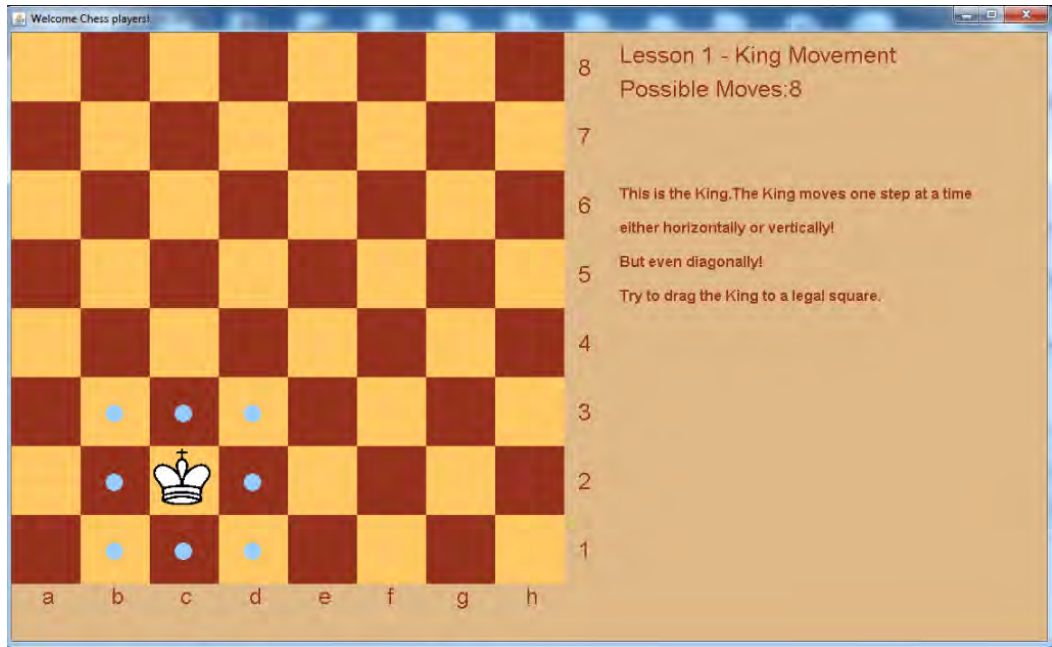 Welcome Chess players!
Lesson 1 - King Movement
Possible Moves:8
This is the King.The King moves one step at a time
either horizontally or vertically!
But even diagonally!
Try to drag the King to a legal square.
8
7
6
5
4
3
2
1
a b c d e f g h